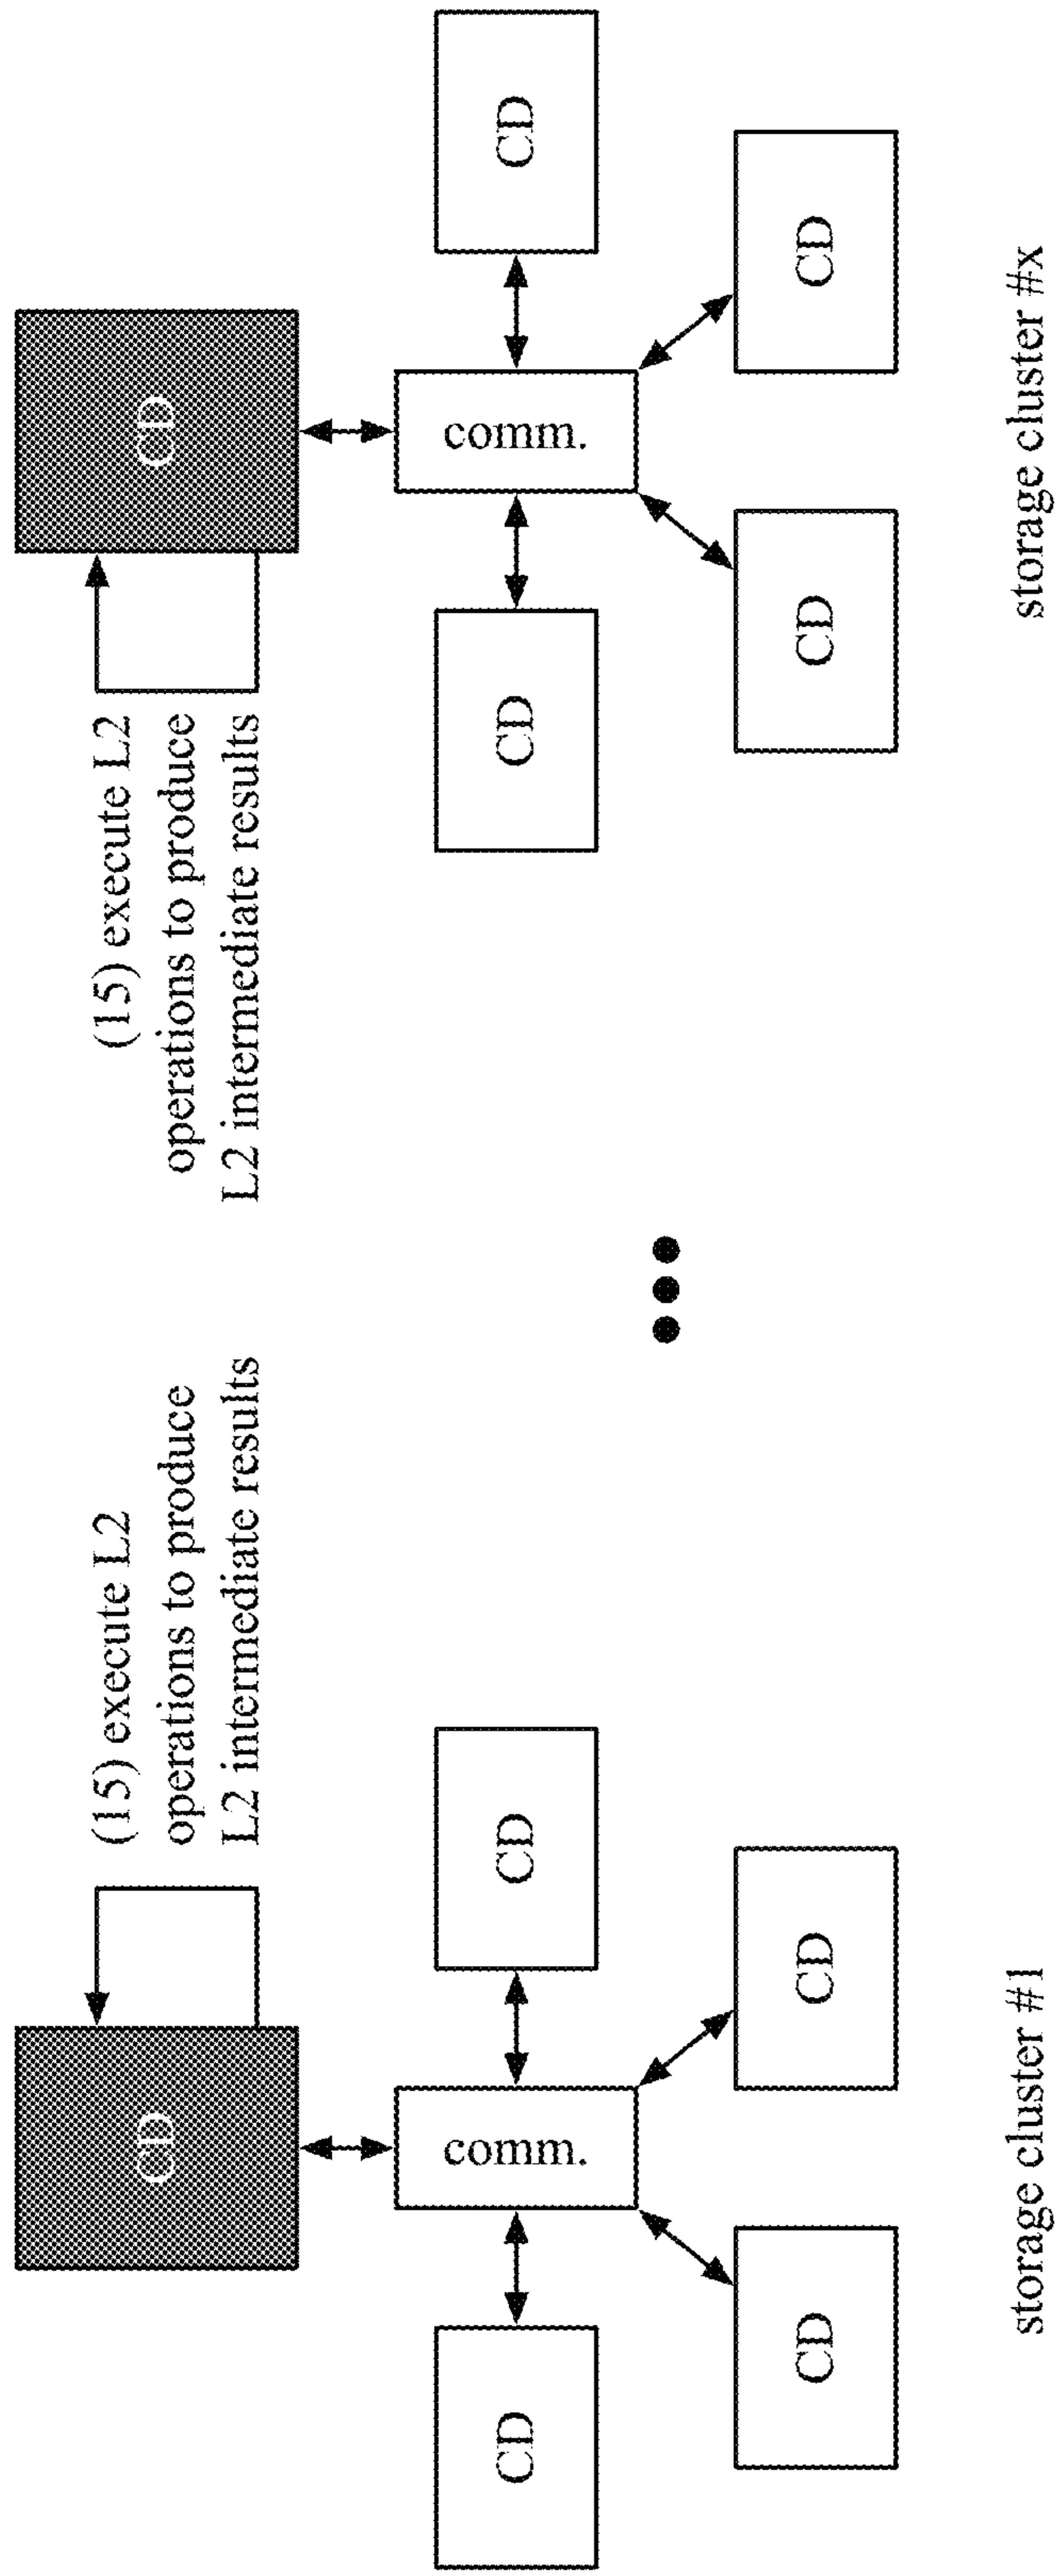 CD
(15) execute L2
operations to produce
L2 intermediate results
CD
comm.
CD
CD
CD
storage cluster #1
(15) execute L2
operations to produce
L2 intermediate results
CD
CD
comm.
CD
CD
CD
storage cluster #x